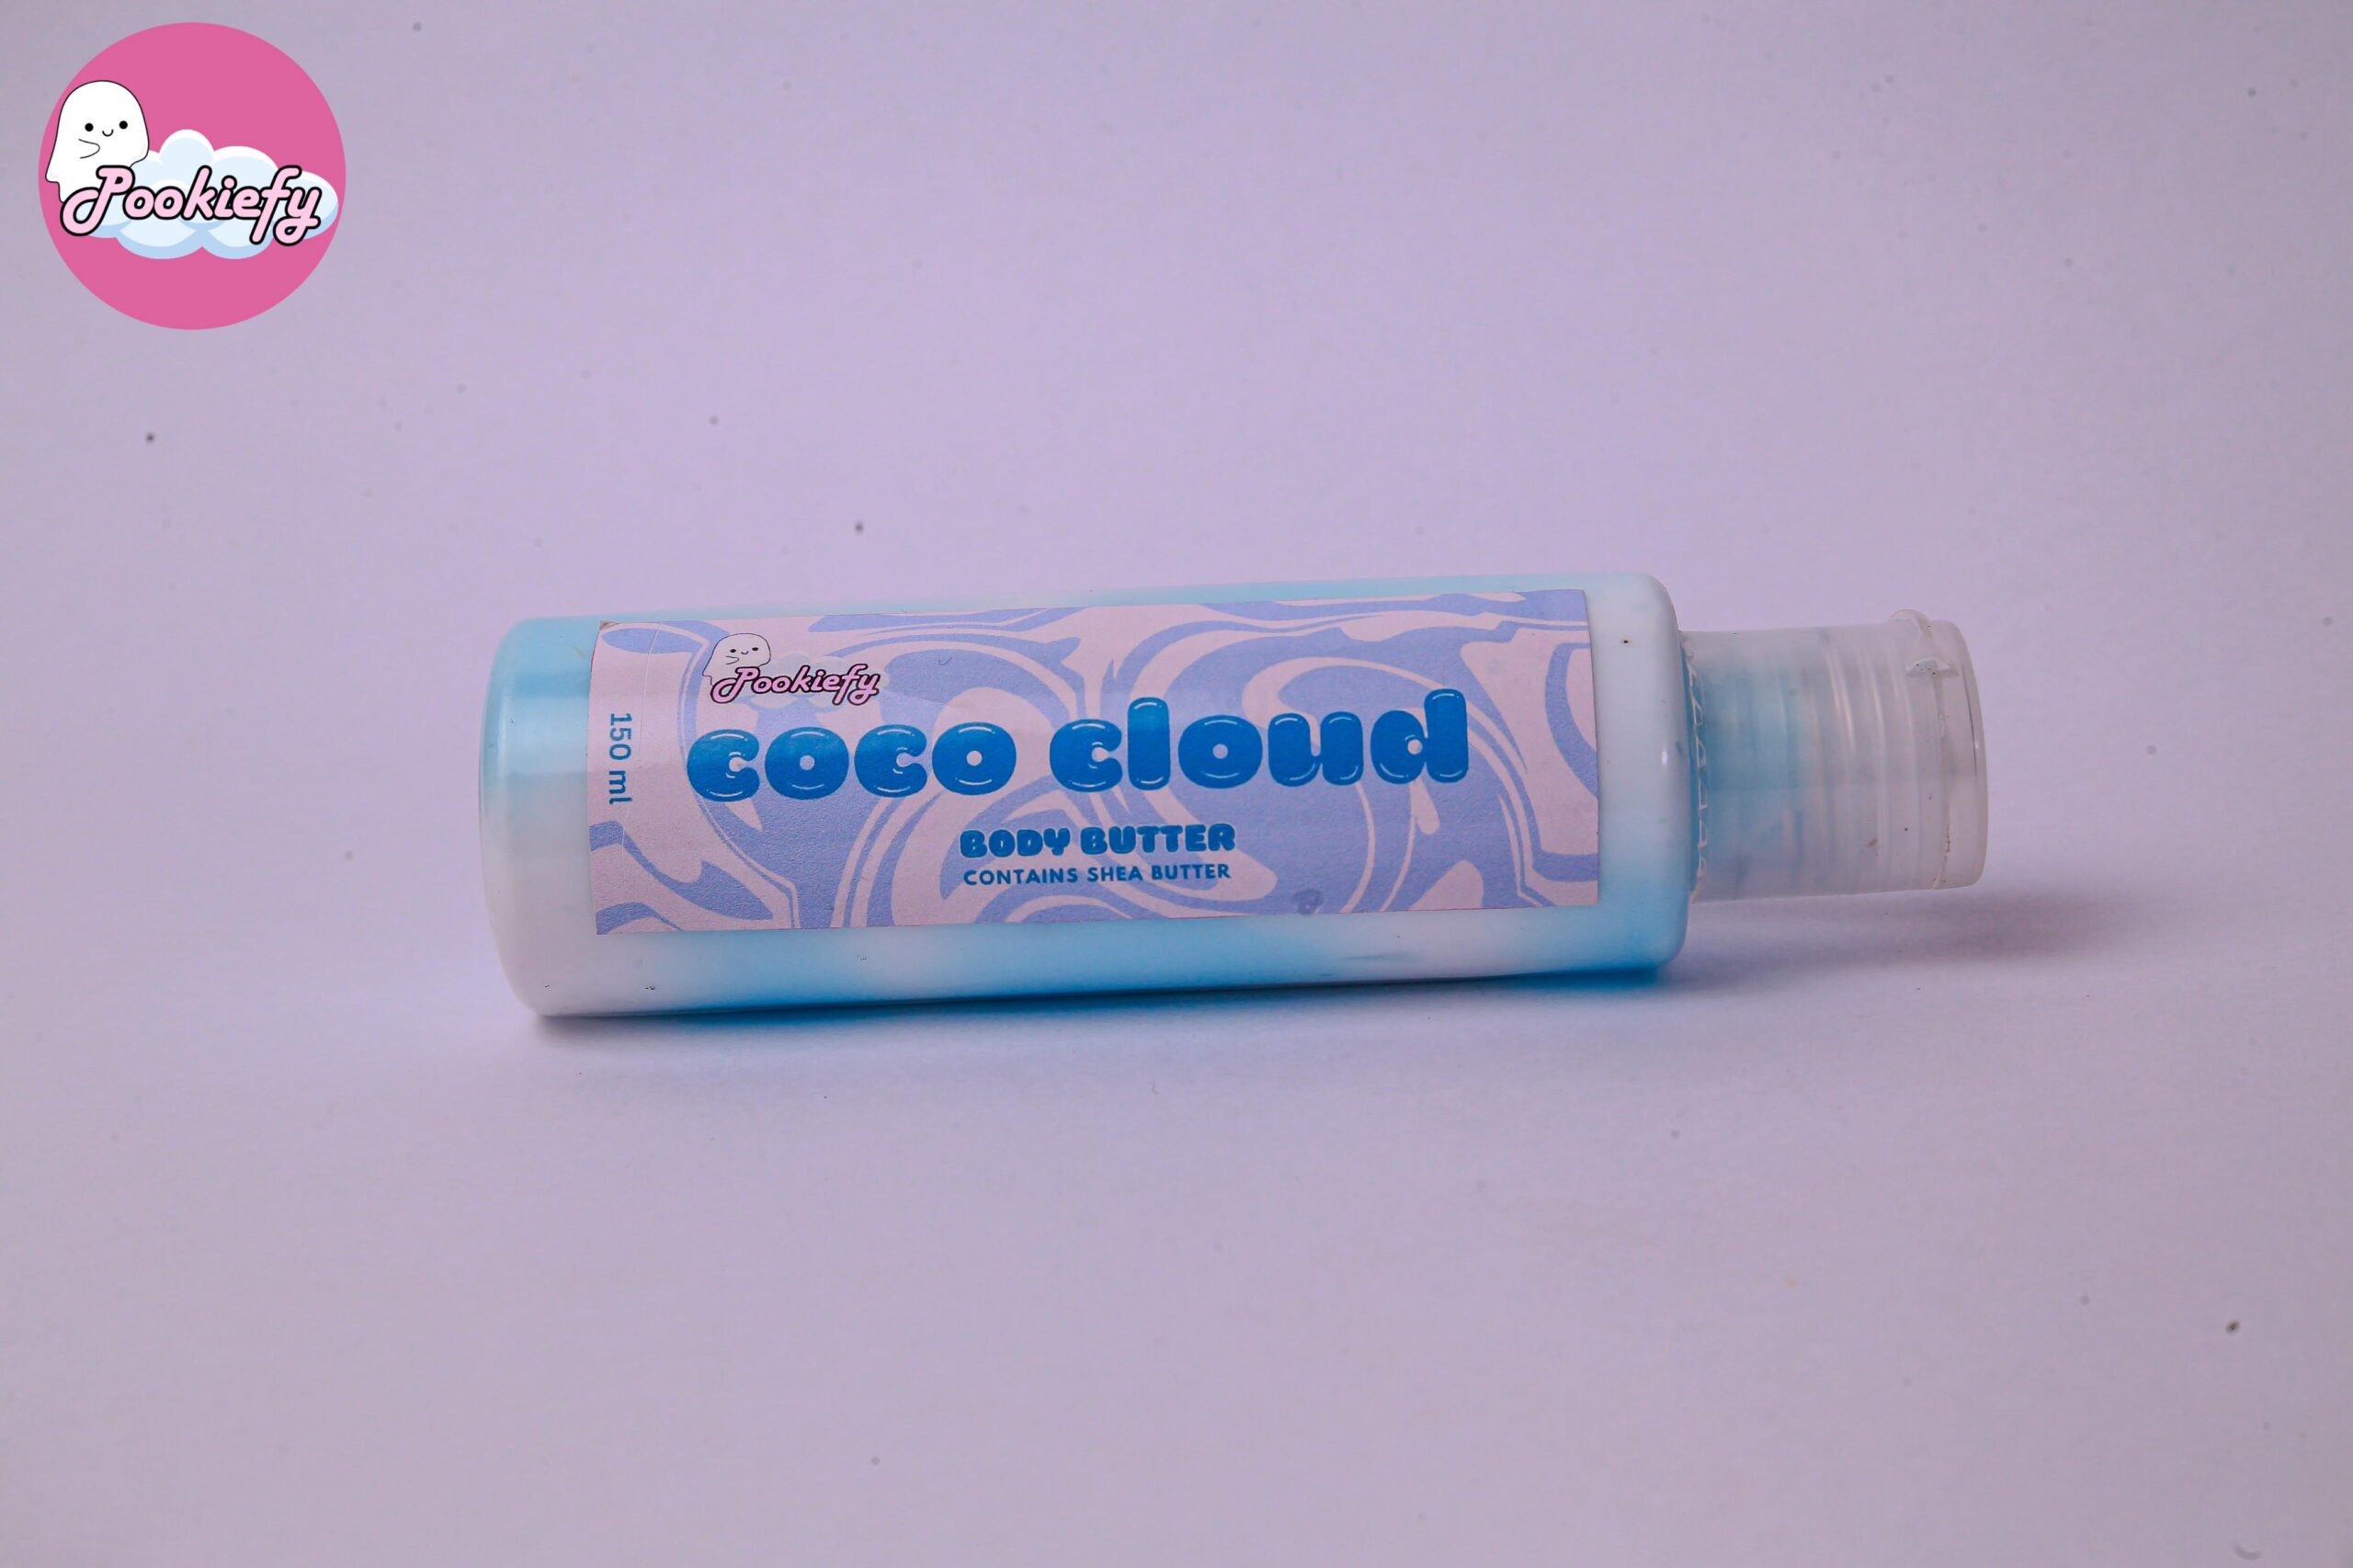 Pookiefy
Pookiefy
coco cloud
BODY BUTTER
CONTAINS SHEA BUTTER
150 ml